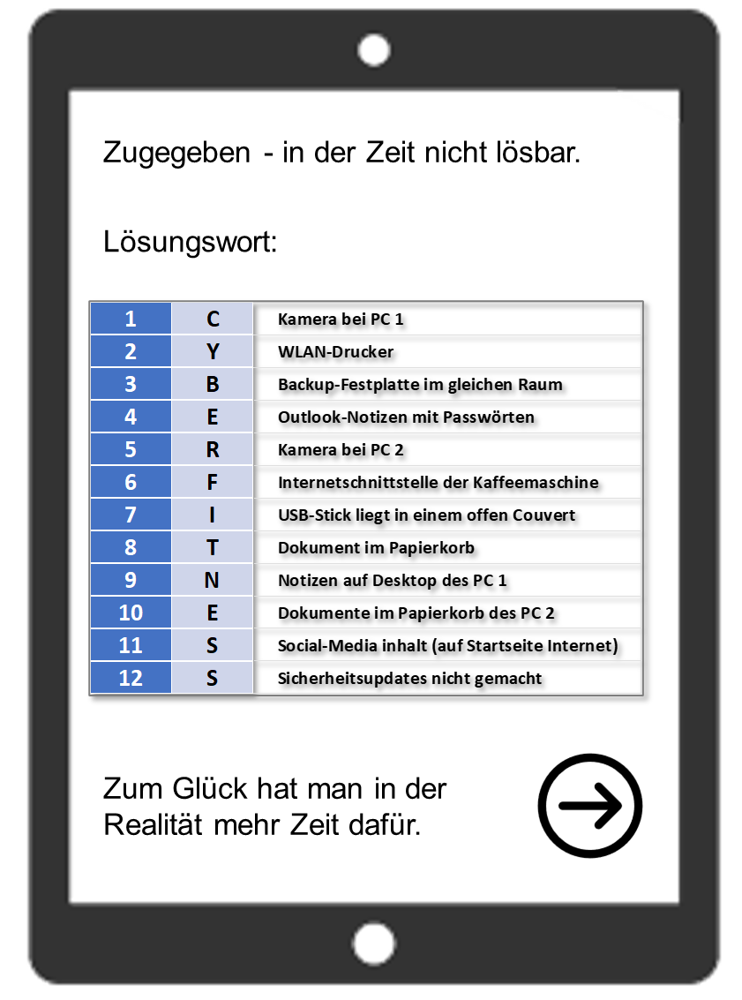 Zugegeben - in der Zeit nicht lösbar.
Lösungswort:
1 C Kamera bei PC 1
2 Y WLAN-Drucker
3 B Backup-Festplatte im gleichen Raum
4 E Outlook-Notizen mit Passwörten
5 R Kamera bei PC 2
6 F Internetschnittstelle der Kaffeemaschine
7 I USB-Stick liegt in einem offen Couvert
8 T Dokument im Papierkorb
9 N Notizen auf Desktop des PC 1
10 E Dokumente im Papierkorb des PC 2
11 S Social-Media inhalt (auf Startseite Internet)
12 S Sicherheitsupdates nicht gemacht
Zum Glück hat man in der
Realität mehr Zeit dafür.